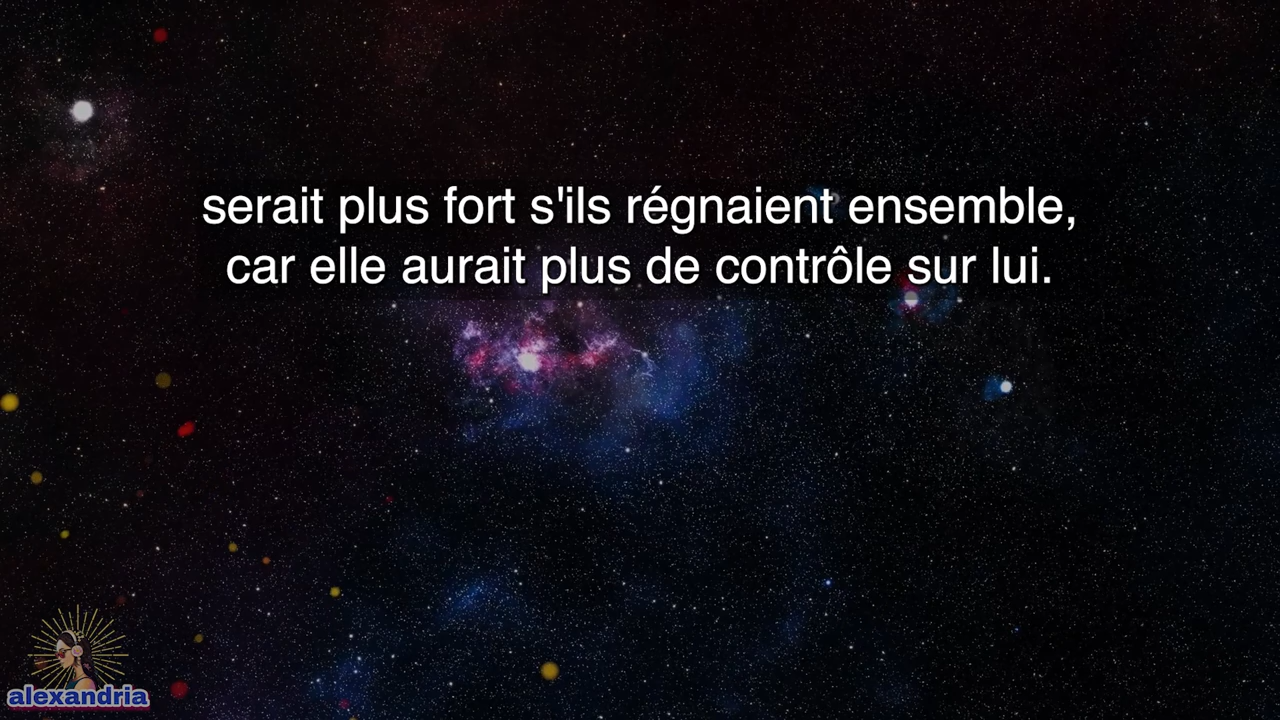 serait plus fort s'ils régnaient ensemble,
car elle aurait plus de contrôle sur lui.
alexandria